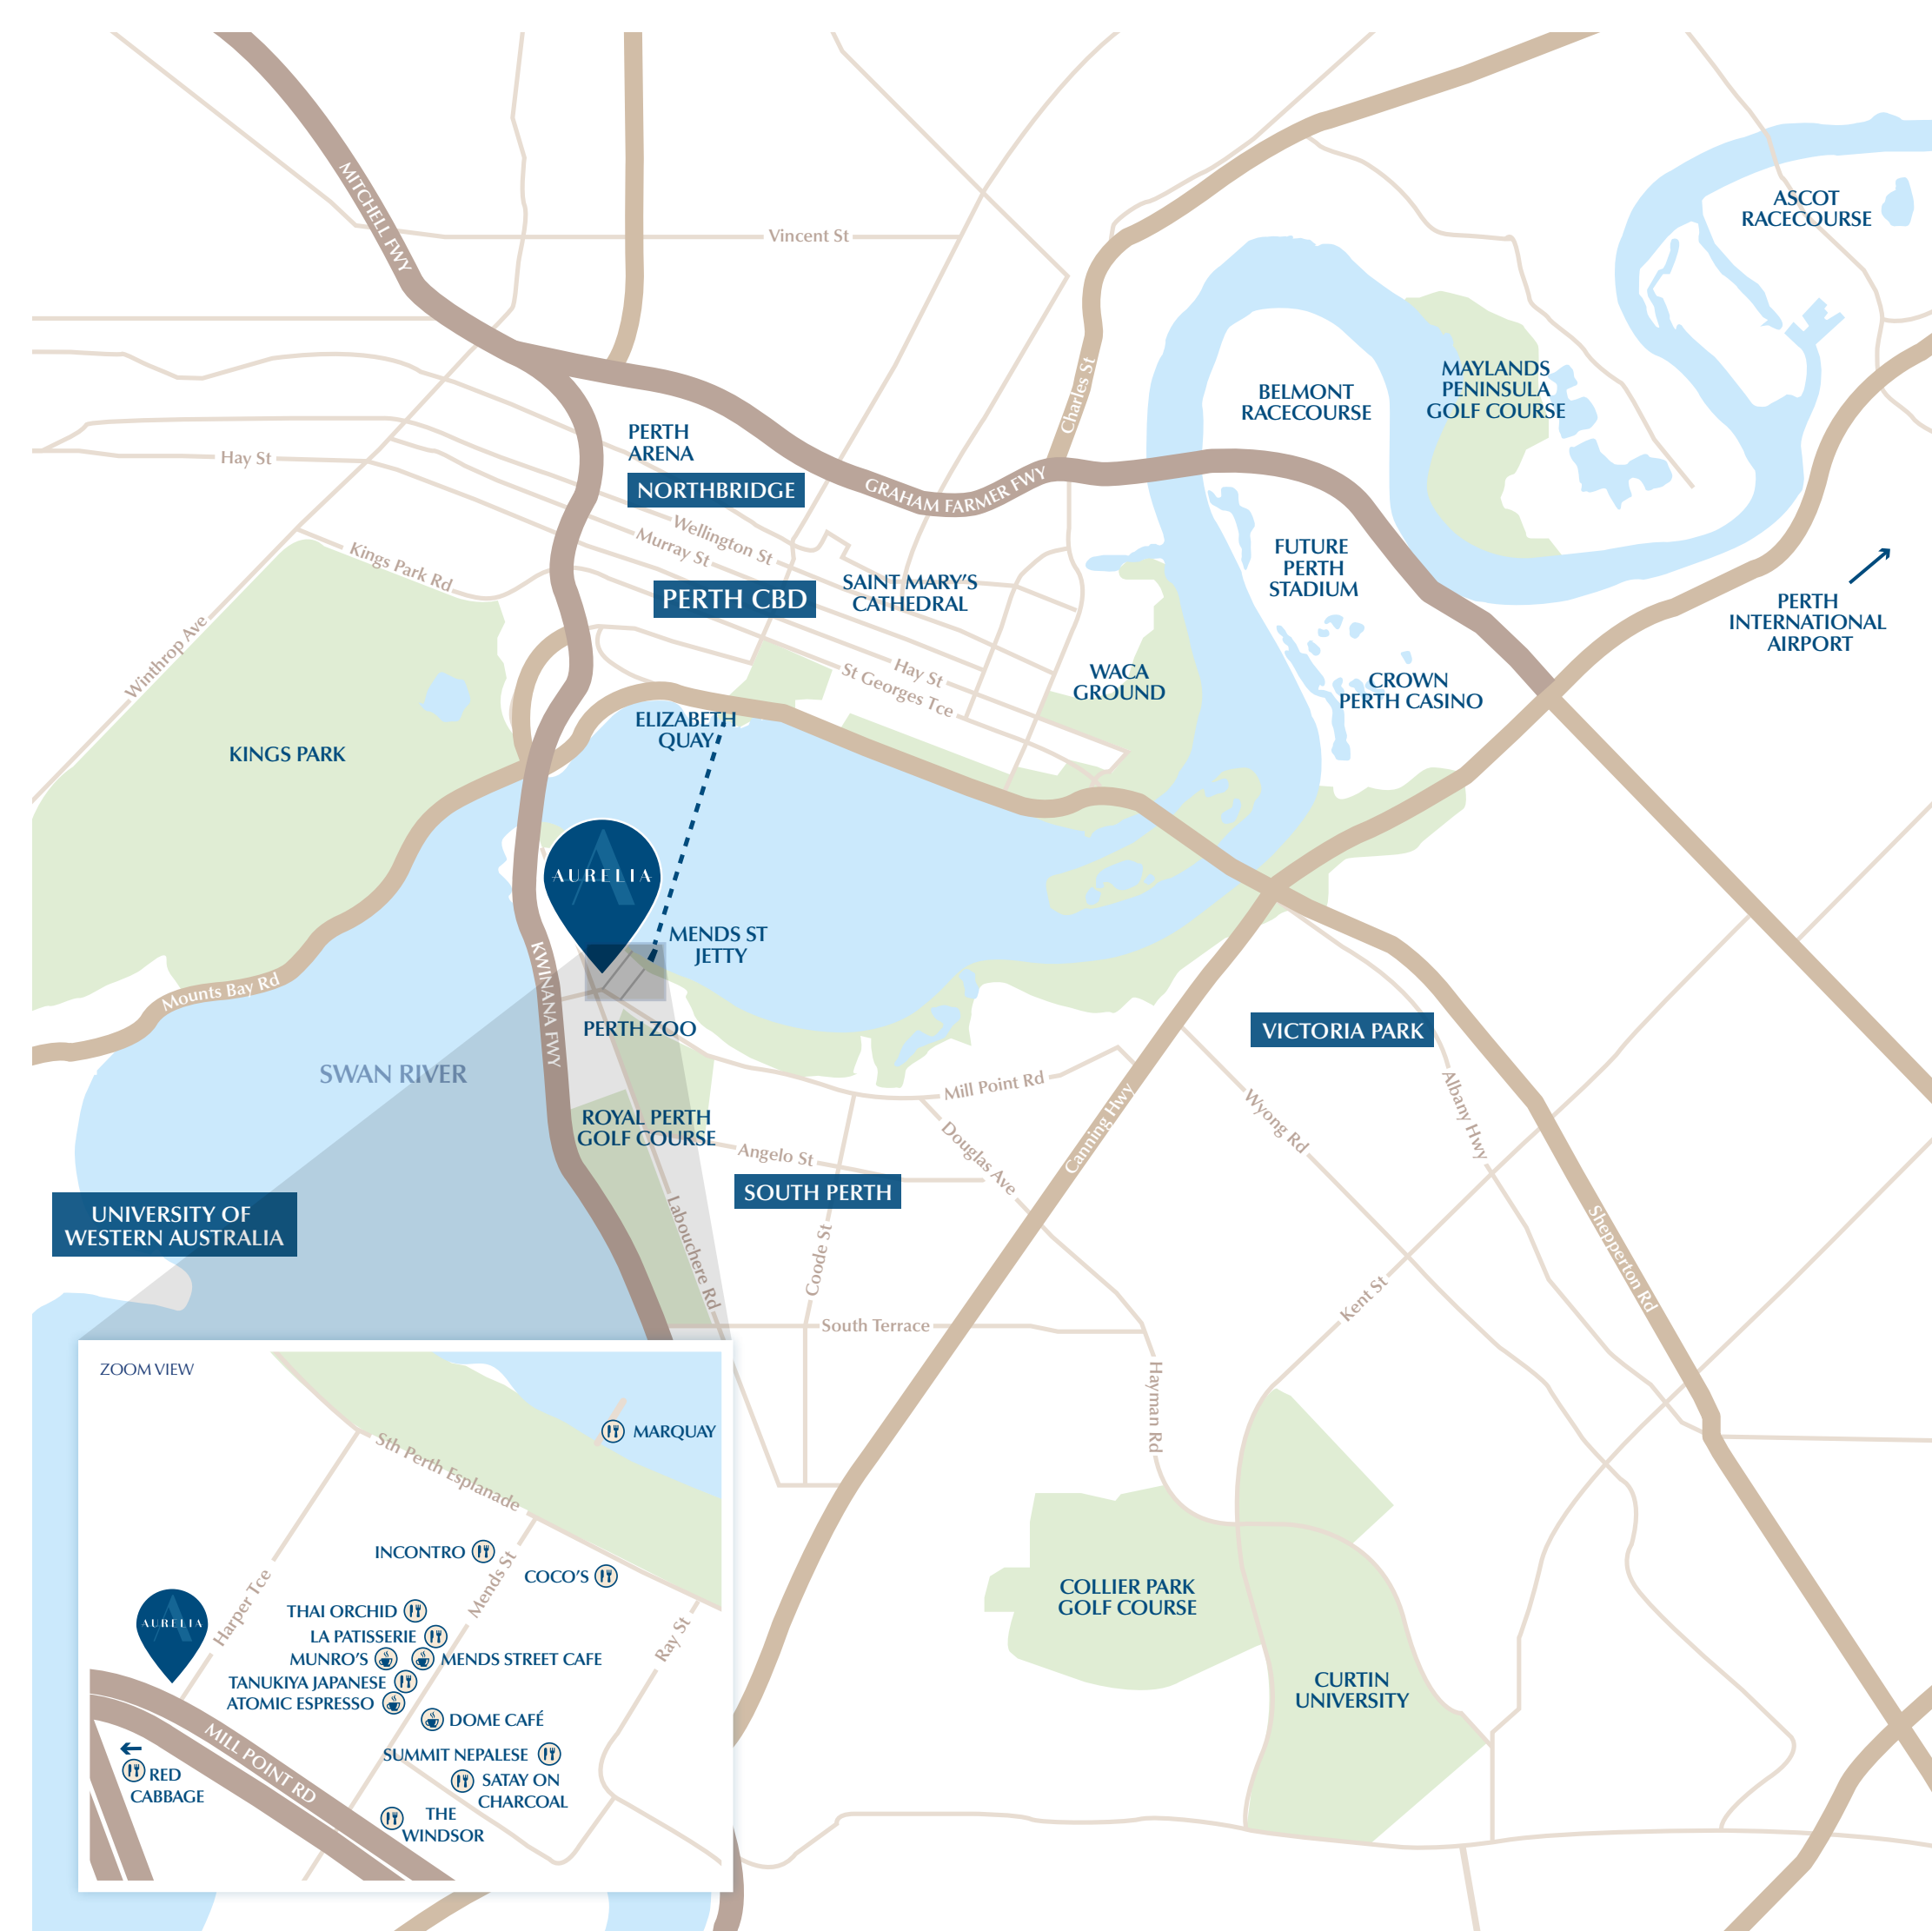 MITCHELL FWY
Vincent St
ASCOT
RACECOURSE
Charles St
BELMONT
RACECOURSE
MAYLANDS
PENINSULA
GOLF COURSE
PERTH
ARENA
Hay St
NORTHBRIDGE
GRAHAM FARMER FWY
Wellington St
Murray St
Kings Park Rd
FUTURE
PERTH
STADIUM
PERTH CBD
SAINT MARY'S
CATHEDRAL
PERTH
INTERNATIONAL
AIRPORT
Winthrop Ave
Hay St
St Georges Tce
WACA
GROUND
CROWN
PERTH CASINO
ELIZABETH
QUAY
KINGS PARK
AURELIA
MENDS ST
JETTY
KWINANA FWY
Mounts Bay Rd
PERTH ZOO
VICTORIA PARK
SWAN RIVER
Mill Point Rd
Albany Hwy
Wyong Rd
Canning Hwy
ROYAL PERTH
GOLF COURSE
Angelo St
Douglas Ave
SOUTH PERTH
UNIVERSITY OF
WESTERN AUSTRALIA
Labouchere Rd
Coode St
Shepperton Rd
Kent St
South Terrace
Hayman Rd
COLLIER PARK
GOLF COURSE
CURTIN
UNIVERSITY
ZOOM VIEW
MARQUAY
Sth Perth Esplanade
INCONTRO
COCO'S
Mends St
Harper Tce
THAI ORCHID
AURELIA
LA PATISSERIE
Ray St
MUNRO'S
MENDS STREET CAFE
TANUKIYA JAPANESE
ATOMIC ESPRESSO
DOME CAFÉ
MILL POINT RD
SUMMIT NEPALESE
RED
CABBAGE
SATAY ON
CHARCOAL
THE
WINDSOR